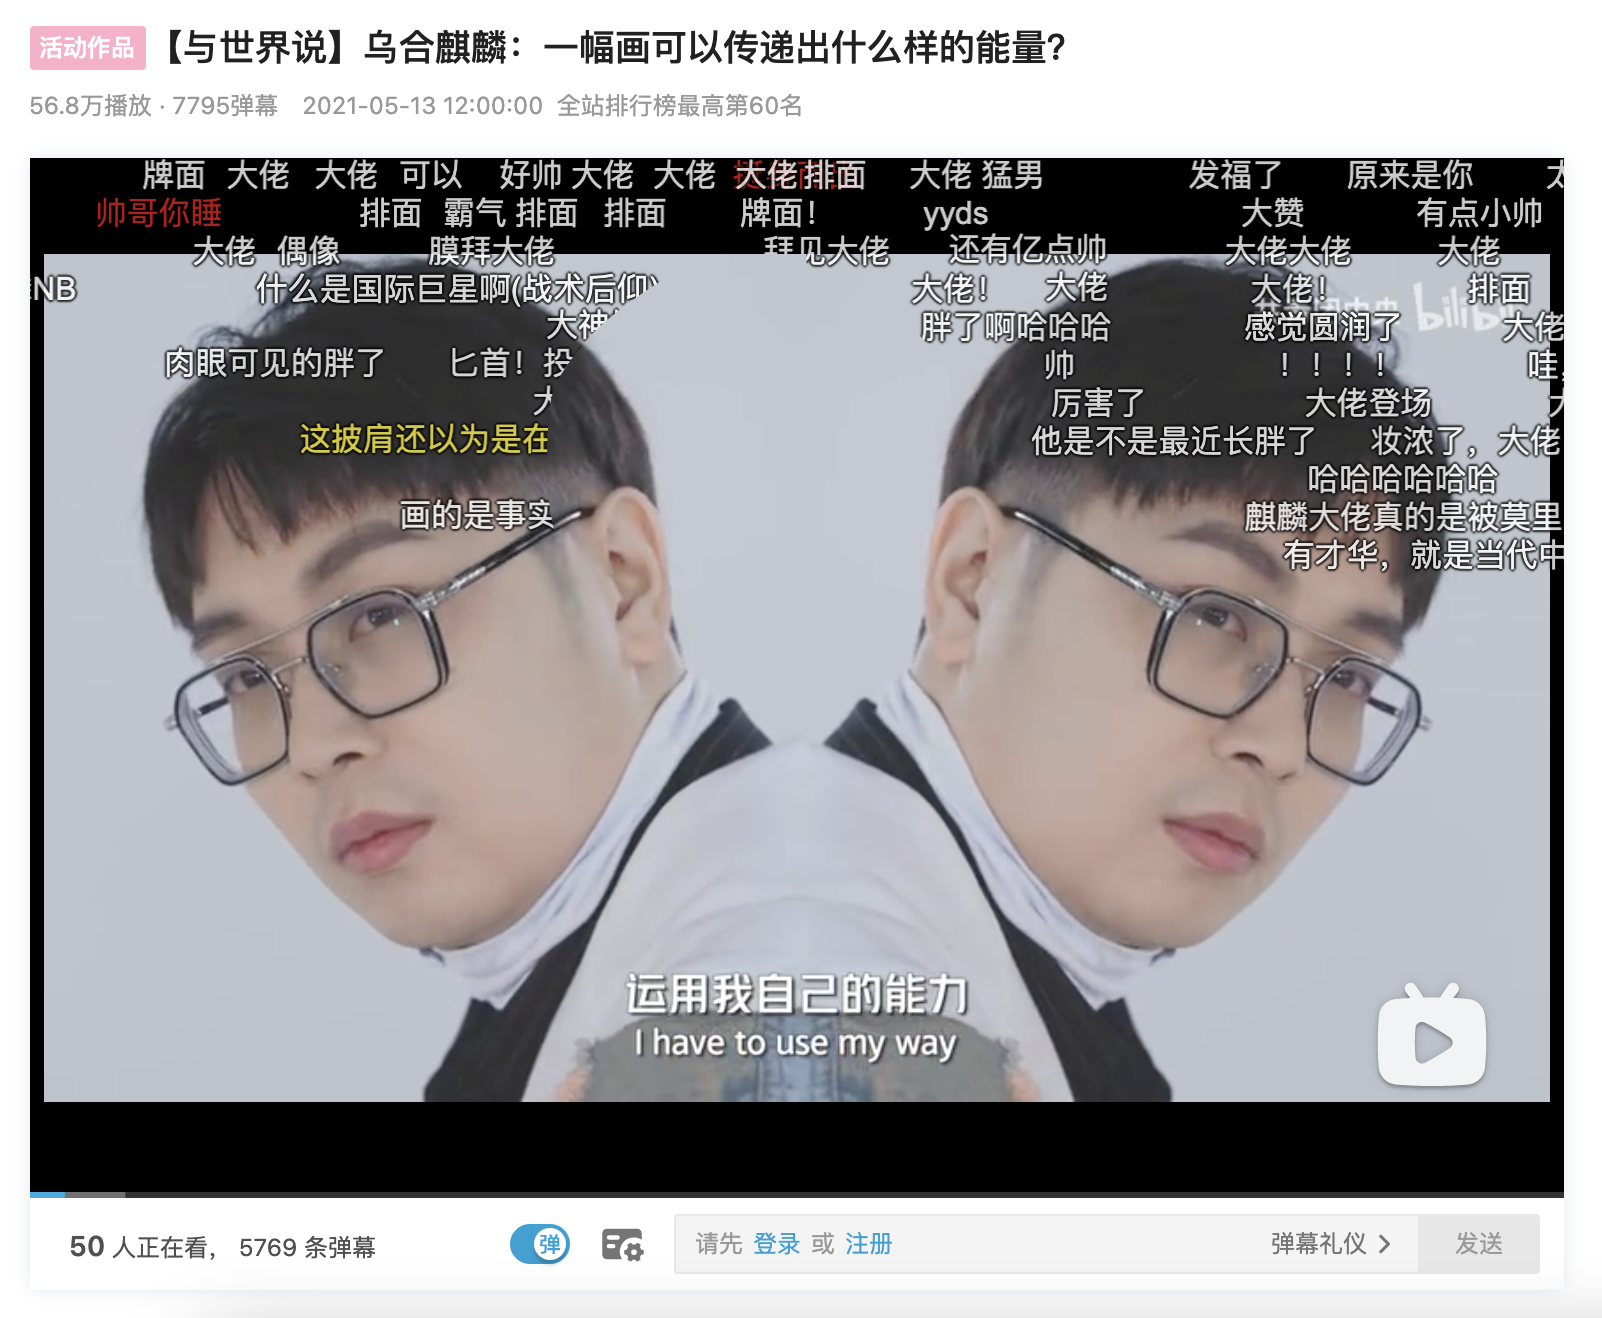 活动作品 【与世界说】乌合麒麟：一幅画可以传递出什么样的能量?
56.8万播放 · 7795弹幕 2021-05-13 12:00:00 全站排行榜最高第60名
牌面 大佬 大佬 可以 好帅 大佬 大佬 大佬 排面 大佬 猛男 发福了 原来是你
帅哥你睡 排面 霸气 排面 排面 牌面！ yyds 大赞 有点小帅
大佬 偶像 膜拜大佬 拜见大佬 还有亿点帅 大佬大佬 大佬
NB 什么是国际巨星啊(战术后仰) 大佬！ 大佬 大佬！ 排面
大神 胖了啊哈哈哈 感觉圆润了 大佬
bilibili
肉眼可见的胖了 匕首！投 帅 ！！！！ 哇
厉害了 大佬登场
这披肩还以为是在 他是不是最近长胖了 妆浓了，大佬
哈哈哈哈哈哈
画的是事实 麒麟大佬真的是被莫里
有才华，就是当代中
运用我自己的能力
I have to use my way
50 人正在看， 5769 条弹幕 弹 请先 登录 或 注册 弹幕礼仪 发送